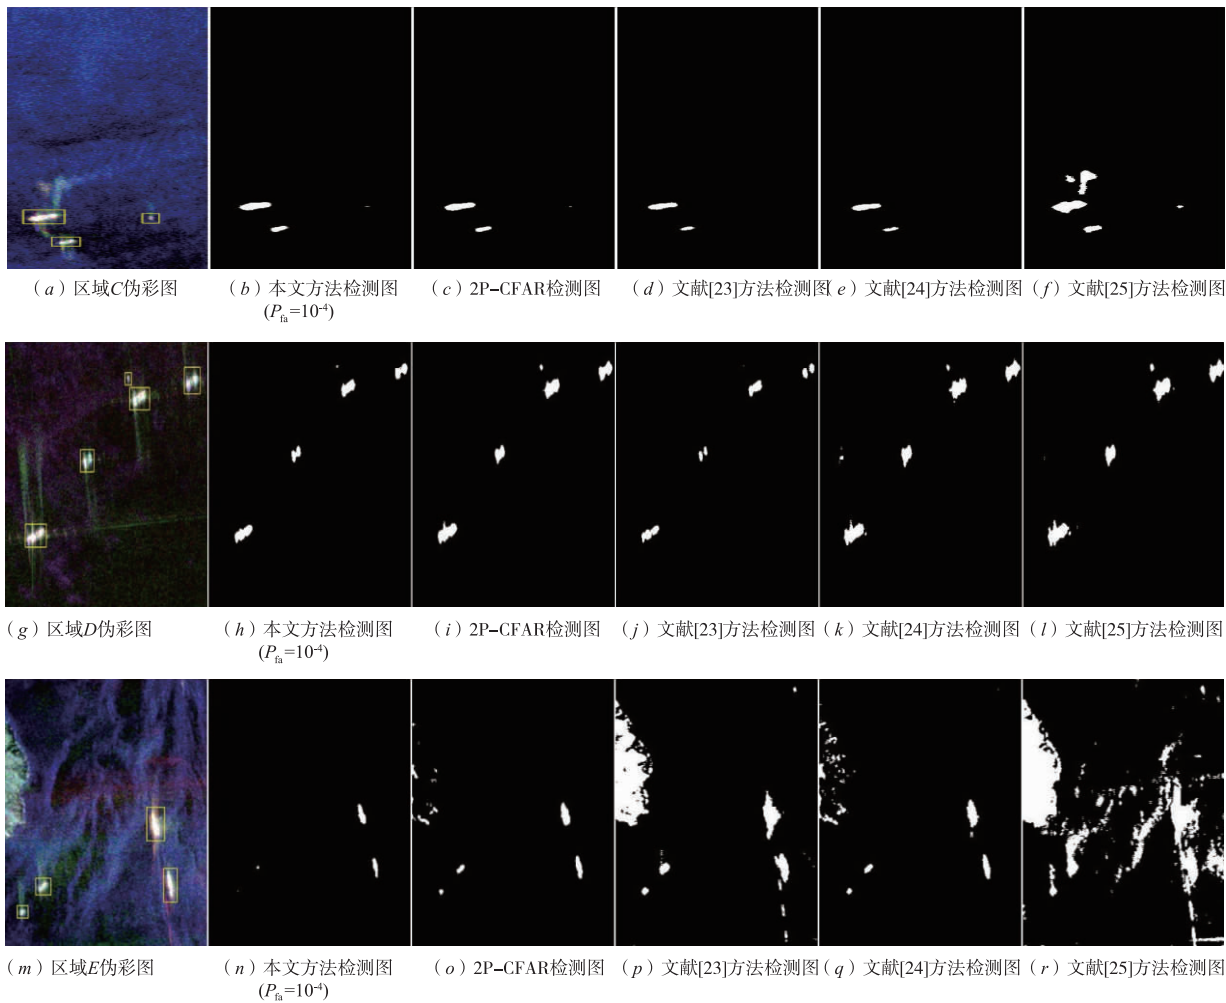 (a) 区域C伪彩图
(b) 本文方法检测图
(P_fa=10^-4)
(c) 2P-CFAR检测图
(d) 文献[23]方法检测图
(e) 文献[24]方法检测图
(f) 文献[25]方法检测图
(g) 区域D伪彩图
(h) 本文方法检测图
(P_fa=10^-4)
(i) 2P-CFAR检测图
(j) 文献[23]方法检测图
(k) 文献[24]方法检测图
(l) 文献[25]方法检测图
(m) 区域E伪彩图
(n) 本文方法检测图
(P_fa=10^-4)
(o) 2P-CFAR检测图
(p) 文献[23]方法检测图
(q) 文献[24]方法检测图
(r) 文献[25]方法检测图